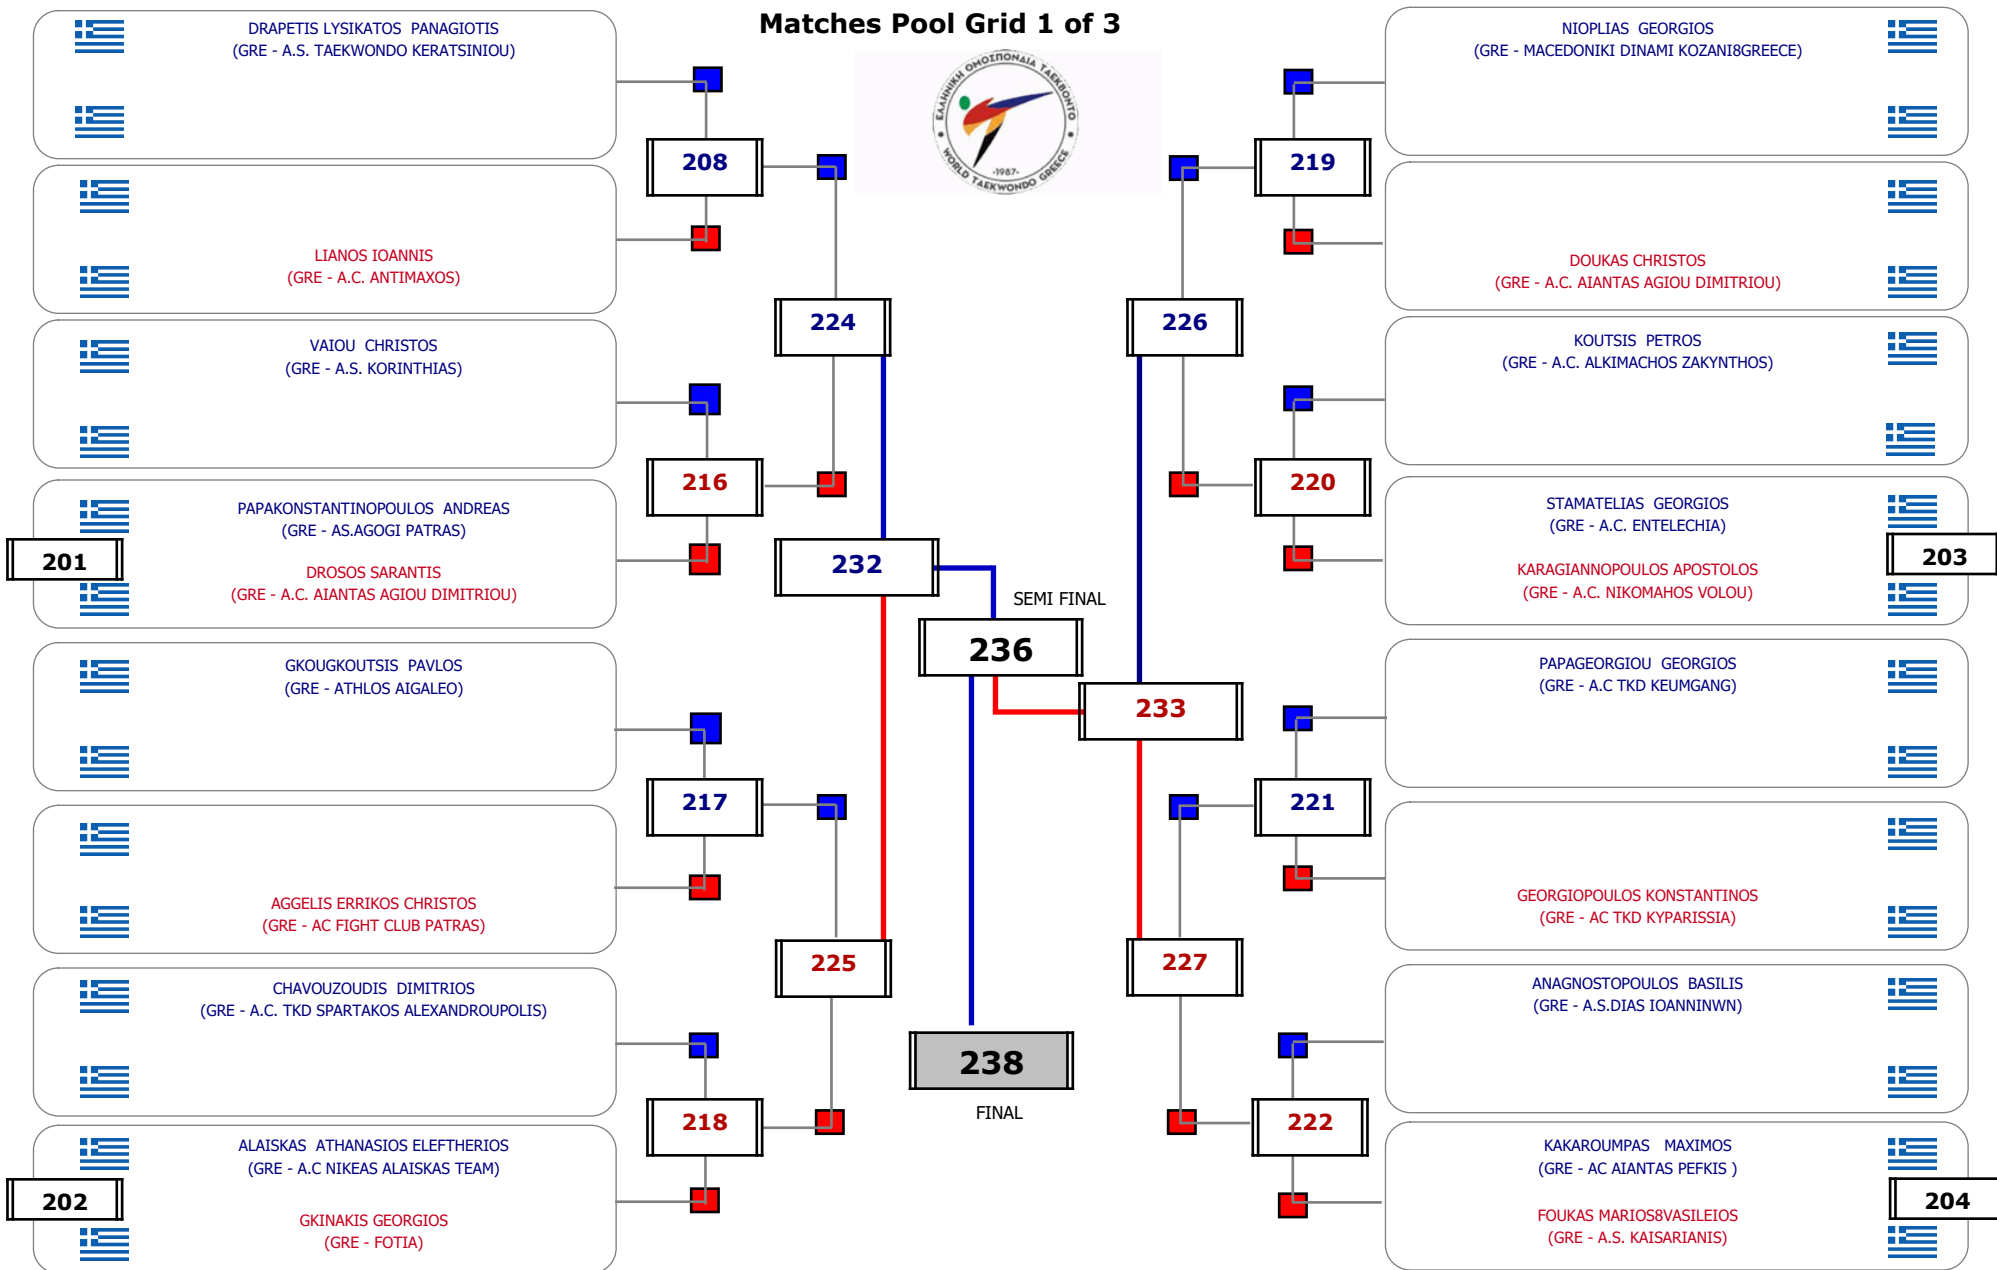 Matches Pool Grid 1 of 3
ΕΛΛΗΝΙΚΗ ΟΜΟΣΠΟΝΔΙΑ ΤΑΕΚΒΟΝΤΟ
-1987-
WORLD TAEKWONDO GREECE
DRAPETIS LYSIKATOS PANAGIOTIS
(GRE - A.S. TAEKWONDO KERATSINIOU)
208
LIANOS IOANNIS
(GRE - A.C. ANTIMAXOS)
224
VAIOU CHRISTOS
(GRE - A.S. KORINTHIAS)
216
PAPAKONSTANTINOPOULOS ANDREAS
(GRE - AS.AGOGI PATRAS)
201
DROSOS SARANTIS
(GRE - A.C. AIANTAS AGIOU DIMITRIOU)
232
GKOUGKOUTSIS PAVLOS
(GRE - ATHLOS AIGALEO)
217
AGGELIS ERRIKOS CHRISTOS
(GRE - AC FIGHT CLUB PATRAS)
225
CHAVOUZOUDIS DIMITRIOS
(GRE - A.C. TKD SPARTAKOS ALEXANDROUPOLIS)
218
ALAISKAS ATHANASIOS ELEFTHERIOS
(GRE - A.C NIKEAS ALAISKAS TEAM)
202
GKINAKIS GEORGIOS
(GRE - FOTIA)
SEMI FINAL
236
238
FINAL
NIOPLIAS GEORGIOS
(GRE - MACEDONIKI DINAMI KOZANI8GREECE)
219
DOUKAS CHRISTOS
(GRE - A.C. AIANTAS AGIOU DIMITRIOU)
226
KOUTSIS PETROS
(GRE - A.C. ALKIMACHOS ZAKYNTHOS)
220
STAMATELIAS GEORGIOS
(GRE - A.C. ENTELECHIA)
203
KARAGIANNOPOULOS APOSTOLOS
(GRE - A.C. NIKOMAHOS VOLOU)
233
PAPAGEORGIOU GEORGIOS
(GRE - A.C TKD KEUMGANG)
221
GEORGIOPOULOS KONSTANTINOS
(GRE - AC TKD KYPARISSIA)
227
ANAGNOSTOPOULOS BASILIS
(GRE - A.S.DIAS IOANNINWN)
222
KAKAROUMPAS MAXIMOS
(GRE - AC AIANTAS PEFKIS )
204
FOUKAS MARIOS8VASILEIOS
(GRE - A.S. KAISARIANIS)